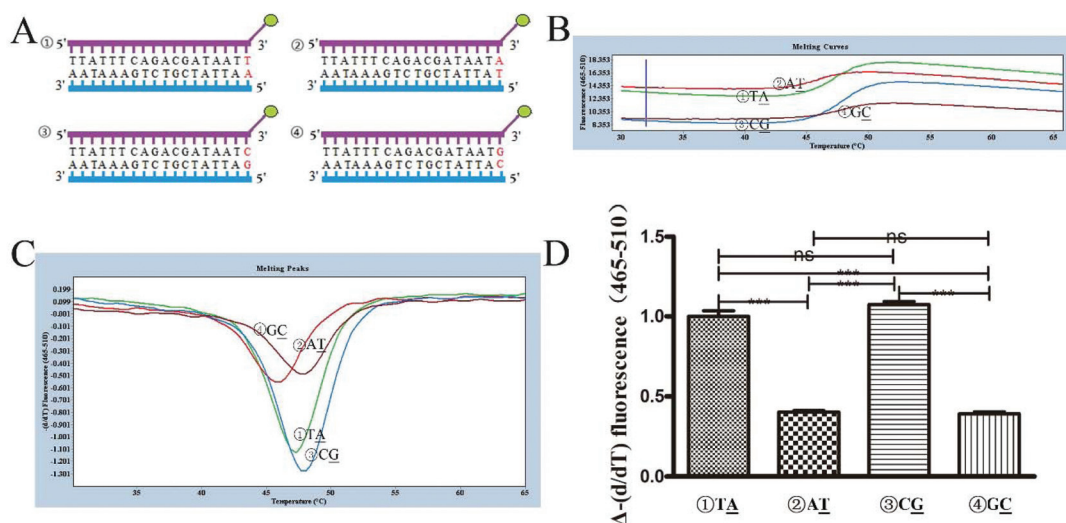 A
① 5' 3'
TTATTTCAGACGATAATT
AATAAAGTCTGCTATTAA
3' 5'
② 5' 3'
TTATTTCAGACGATAATA
AATAAAGTCTGCTATTAT
3' 5'
③ 5' 3'
TTATTTCAGACGATAATC
AATAAAGTCTGCTATTAG
3' 5'
④ 5' 3'
TTATTTCAGACGATAATG
AATAAAGTCTGCTATTAC
3' 5'
B
Melting Curves
Fluorescence (465-510)
18.353
16.353
14.353
12.353
10.353
8.353
②AT
①TA
④GC
③CG
30 35 40 45 50 55 60 65
Temperature (°C)
C
Melting Peaks
-(d/dT) Fluorescence (465-510)
0.199
0.099
-0.001
-0.101
-0.201
-0.301
-0.401
-0.501
-0.601
-0.701
-0.801
-0.901
-1.001
-1.101
-1.201
-1.301
④GC
②AT
①TA
③CG
35 40 45 50 55 60 65
Temperature (°C)
D
Δ-(d/dT) fluorescence (465-510)
1.5
1.0
0.5
0.0
ns
ns
***
***
*** ***
①TA ②AT ③CG ④GC